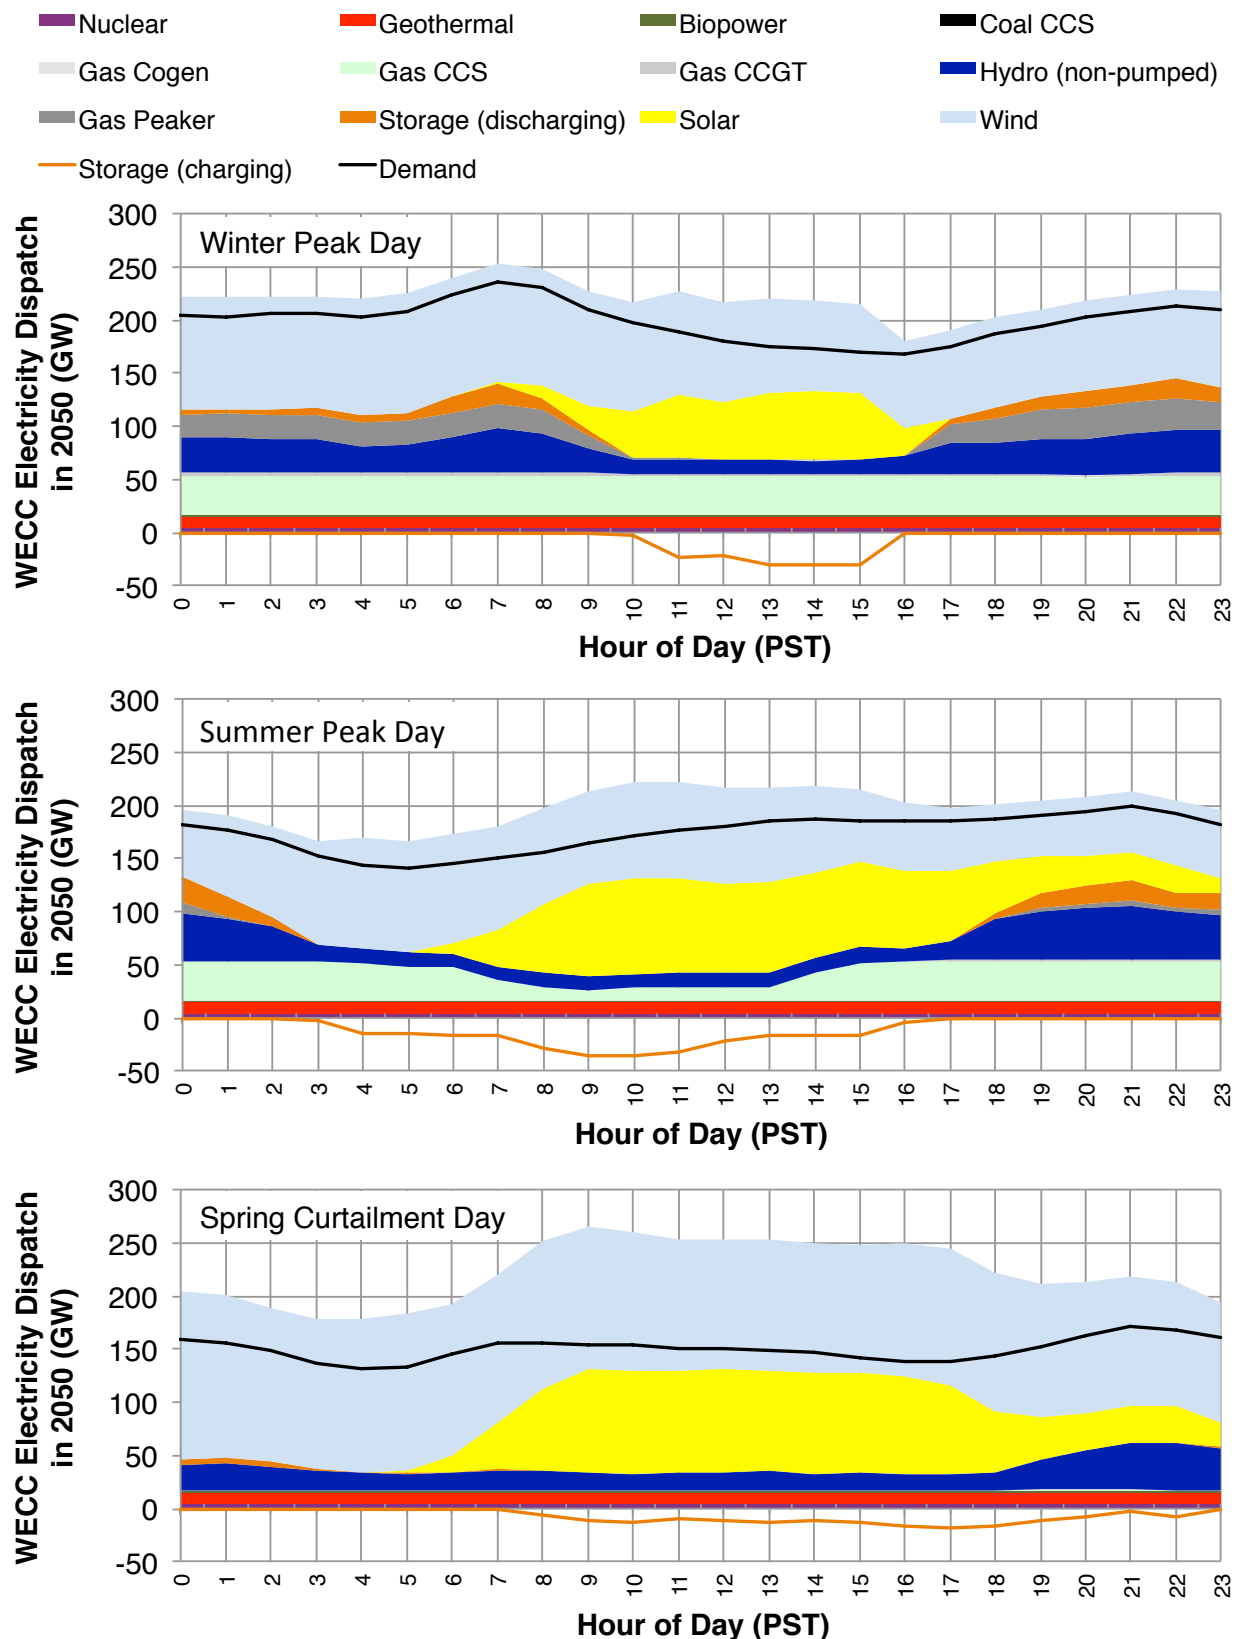 Nuclear Geothermal Biopower Coal CCS
Gas Cogen Gas CCS Gas CCGT Hydro (non-pumped)
Gas Peaker Storage (discharging) Solar Wind
Storage (charging) Demand
WECC Electricity Dispatch
in 2050 (GW)
300
250
200
150
100
50
0
-50
Winter Peak Day
0 1 2 3 4 5 6 7 8 9 10 11 12 13 14 15 16 17 18 19 20 21 22 23
Hour of Day (PST)
WECC Electricity Dispatch
in 2050 (GW)
300
250
200
150
100
50
0
-50
Summer Peak Day
0 1 2 3 4 5 6 7 8 9 10 11 12 13 14 15 16 17 18 19 20 21 22 23
Hour of Day (PST)
WECC Electricity Dispatch
in 2050 (GW)
300
250
200
150
100
50
0
-50
Spring Curtailment Day
0 1 2 3 4 5 6 7 8 9 10 11 12 13 14 15 16 17 18 19 20 21 22 23
Hour of Day (PST)